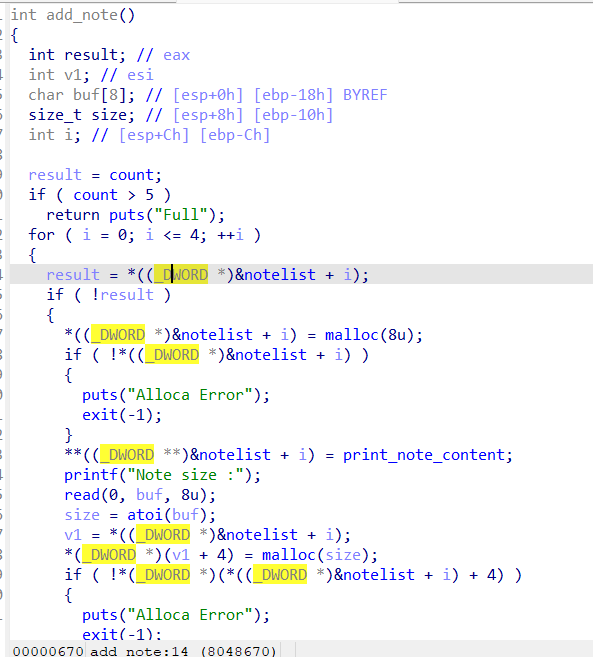 int add_note()
{
int result; // eax
int v1; // esi
char buf[8]; // [esp+0h] [ebp-18h] BYREF
size_t size; // [esp+8h] [ebp-10h]
int i; // [esp+Ch] [ebp-Ch]
result = count;
if ( count > 5 )
return puts("Full");
for ( i = 0; i <= 4; ++i )
{
result = *((_DWORD *)&notelist + i);
if ( !result )
{
*((_DWORD *)&notelist + i) = malloc(8u);
if ( !*((_DWORD *)&notelist + i) )
{
puts("Alloca Error");
exit(-1);
}
**((_DWORD **)&notelist + i) = print_note_content;
printf("Note size :");
read(0, buf, 8u);
size = atoi(buf);
v1 = *((_DWORD *)&notelist + i);
*(_DWORD *)(v1 + 4) = malloc(size);
if ( !*(_DWORD *)(*((_DWORD *)&notelist + i) + 4) )
{
puts("Alloca Error");
exit(-1);
00000670 add_note:14 (8048670)